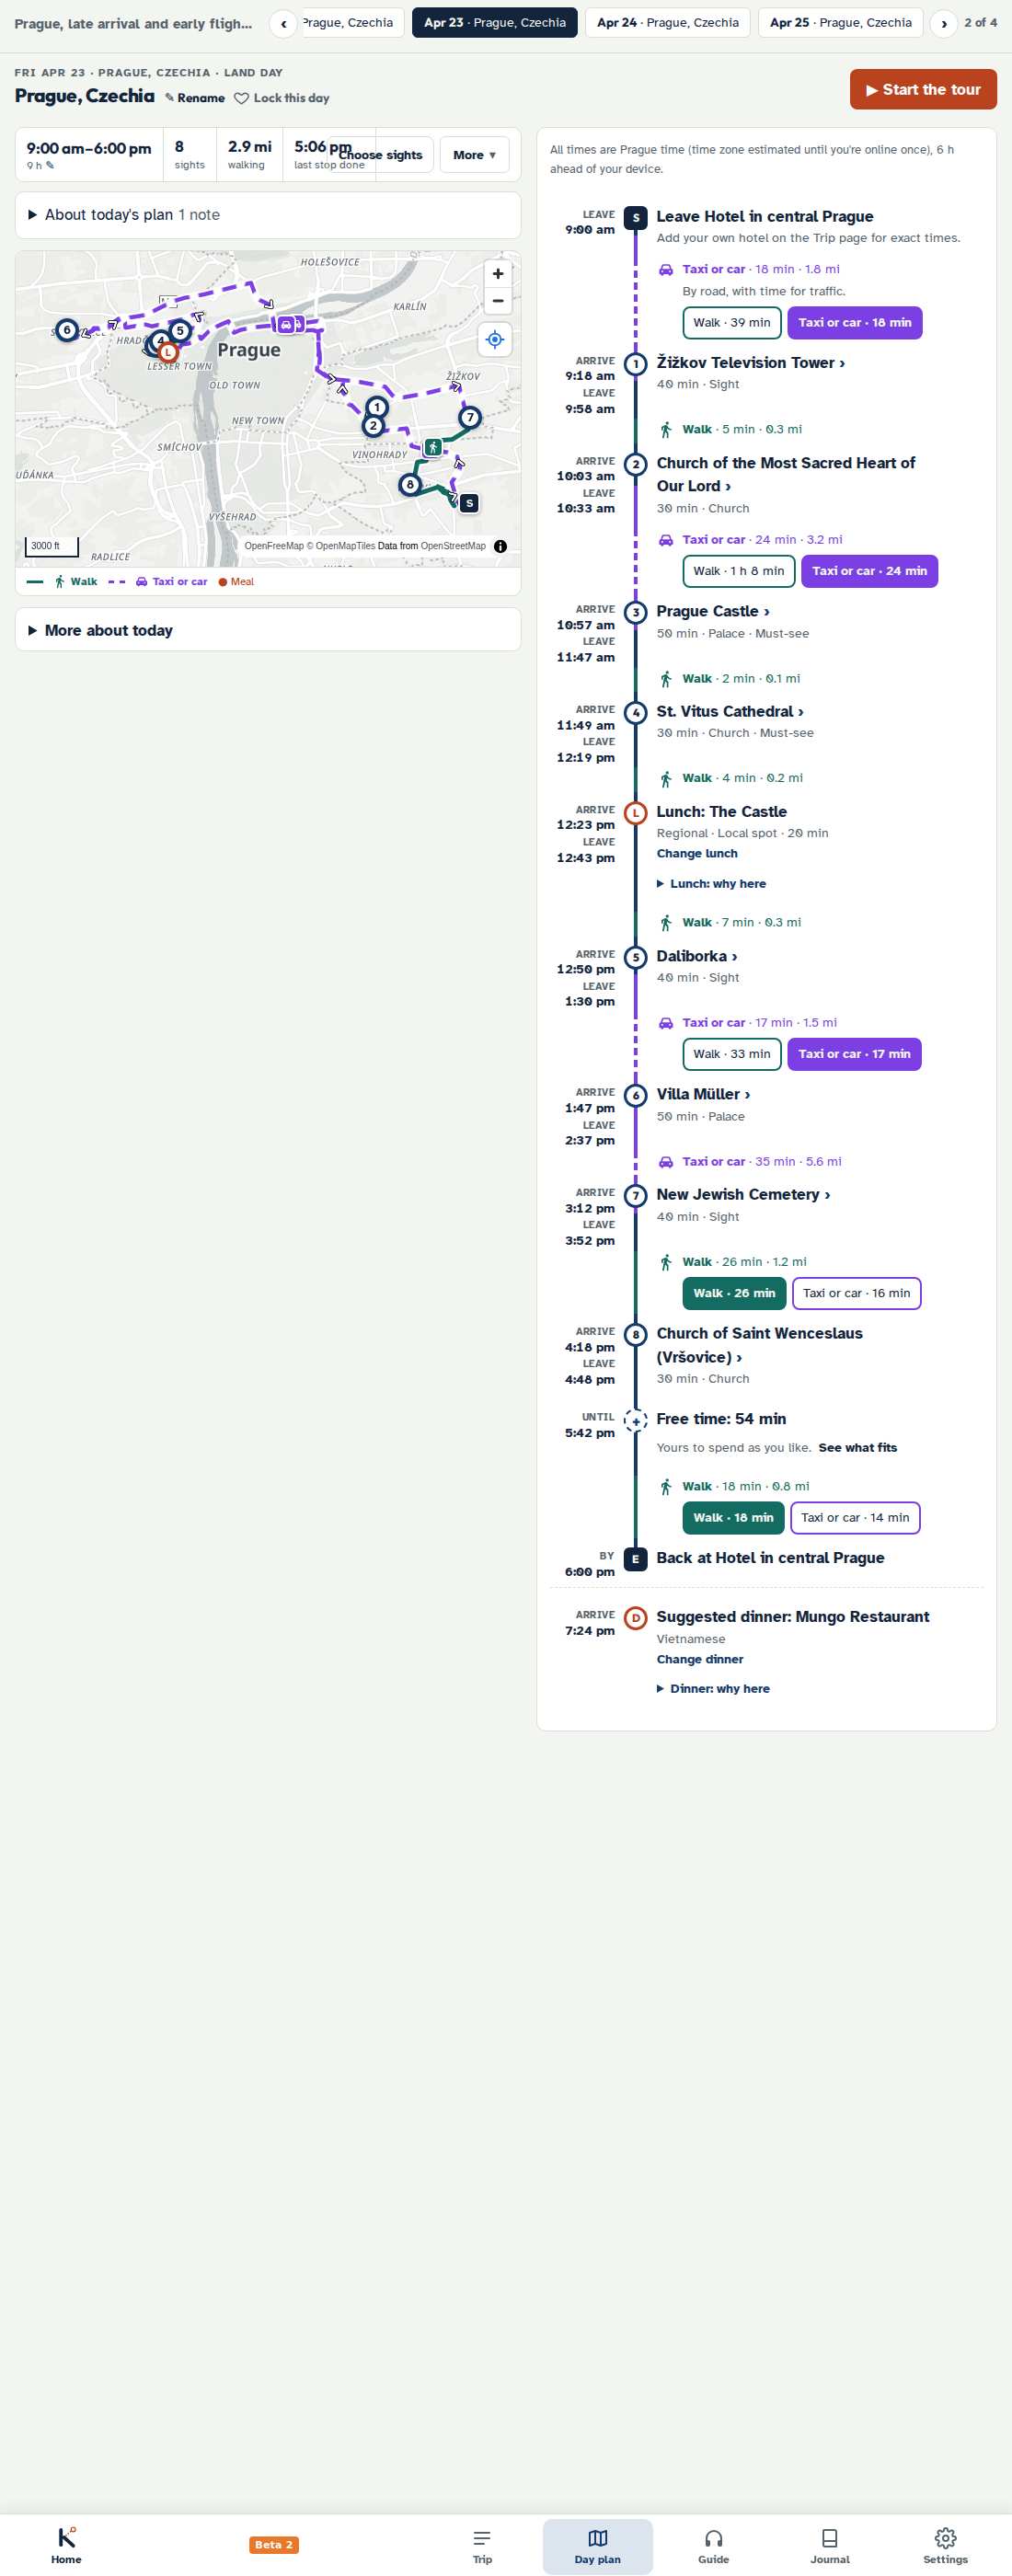 Prague, late arrival and early fligh...
‹
Prague, Czechia
Apr 23 · Prague, Czechia
Apr 24 · Prague, Czechia
Apr 25 · Prague, Czechia
›
2 of 4
FRI APR 23 · PRAGUE, CZECHIA · LAND DAY
Prague, Czechia ✎ Rename Lock this day
▶ Start the tour
9:00 am–6:00 pm
9 h ✎
8
sights
2.9 mi
walking
5:06 pm
last stop done
Choose sights
More ▾
▶ About today's plan 1 note
HOLEŠOVICE
KARLÍN
HRADČ
Prague
LESSER TOWN
OLD TOWN
ŽIŽKOV
NEW TOWN
SMÍCHOV
VINOHRADY
UĎÁNKA
VYŠEHRAD
RADLICE
6
5
4
L
1
2
7
8
S
+
−
3000 ft
OpenFreeMap © OpenMapTiles Data from OpenStreetMap
Walk
Taxi or car
Meal
▶ More about today
All times are Prague time (time zone estimated until you're online once), 6 h
ahead of your device.
LEAVE
9:00 am
S
Leave Hotel in central Prague
Add your own hotel on the Trip page for exact times.
Taxi or car · 18 min · 1.8 mi
By road, with time for traffic.
Walk · 39 min
Taxi or car · 18 min
ARRIVE
9:18 am
LEAVE
9:58 am
1
Žižkov Television Tower ›
40 min · Sight
Walk · 5 min · 0.3 mi
ARRIVE
10:03 am
LEAVE
10:33 am
2
Church of the Most Sacred Heart of
Our Lord ›
30 min · Church
Taxi or car · 24 min · 3.2 mi
Walk · 1 h 8 min
Taxi or car · 24 min
ARRIVE
10:57 am
LEAVE
11:47 am
3
Prague Castle ›
50 min · Palace · Must-see
Walk · 2 min · 0.1 mi
ARRIVE
11:49 am
LEAVE
12:19 pm
4
St. Vitus Cathedral ›
30 min · Church · Must-see
Walk · 4 min · 0.2 mi
ARRIVE
12:23 pm
LEAVE
12:43 pm
L
Lunch: The Castle
Regional · Local spot · 20 min
Change lunch
▶ Lunch: why here
Walk · 7 min · 0.3 mi
ARRIVE
12:50 pm
LEAVE
1:30 pm
5
Daliborka ›
40 min · Sight
Taxi or car · 17 min · 1.5 mi
Walk · 33 min
Taxi or car · 17 min
ARRIVE
1:47 pm
LEAVE
2:37 pm
6
Villa Müller ›
50 min · Palace
Taxi or car · 35 min · 5.6 mi
ARRIVE
3:12 pm
LEAVE
3:52 pm
7
New Jewish Cemetery ›
40 min · Sight
Walk · 26 min · 1.2 mi
Walk · 26 min
Taxi or car · 16 min
ARRIVE
4:18 pm
LEAVE
4:48 pm
8
Church of Saint Wenceslaus
(Vršovice) ›
30 min · Church
UNTIL
5:42 pm
+
Free time: 54 min
Yours to spend as you like. See what fits
Walk · 18 min · 0.8 mi
Walk · 18 min
Taxi or car · 14 min
BY
6:00 pm
E
Back at Hotel in central Prague
ARRIVE
7:24 pm
D
Suggested dinner: Mungo Restaurant
Vietnamese
Change dinner
▶ Dinner: why here
Home
Beta 2
Trip
Day plan
Guide
Journal
Settings